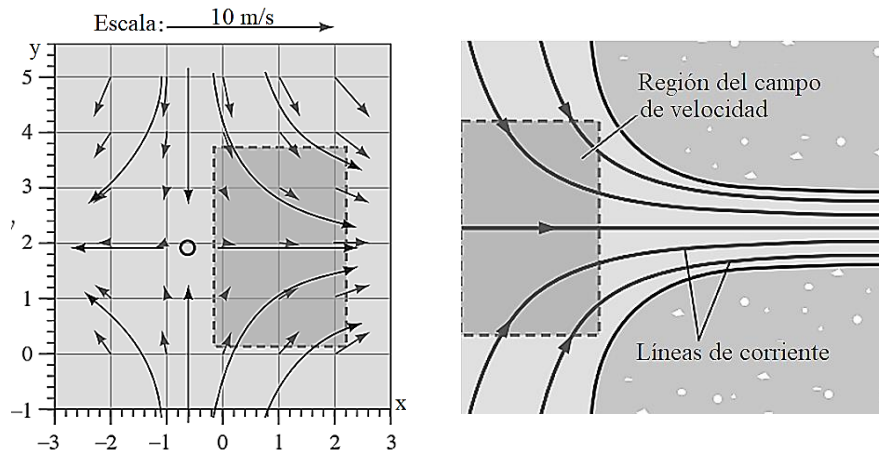 Escala: 10 m/s
y
5
4
3
2
1
0
−1
−3 −2 −1 0 1 2 3
x
Región del campo
de velocidad
Líneas de corriente